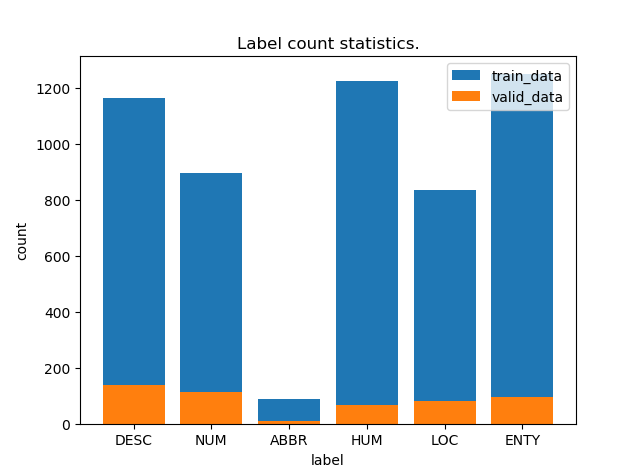 Label count statistics.
train_data
valid_data
1200
1000
800
600
400
200
0
count
DESC NUM ABBR HUM LOC ENTY
label